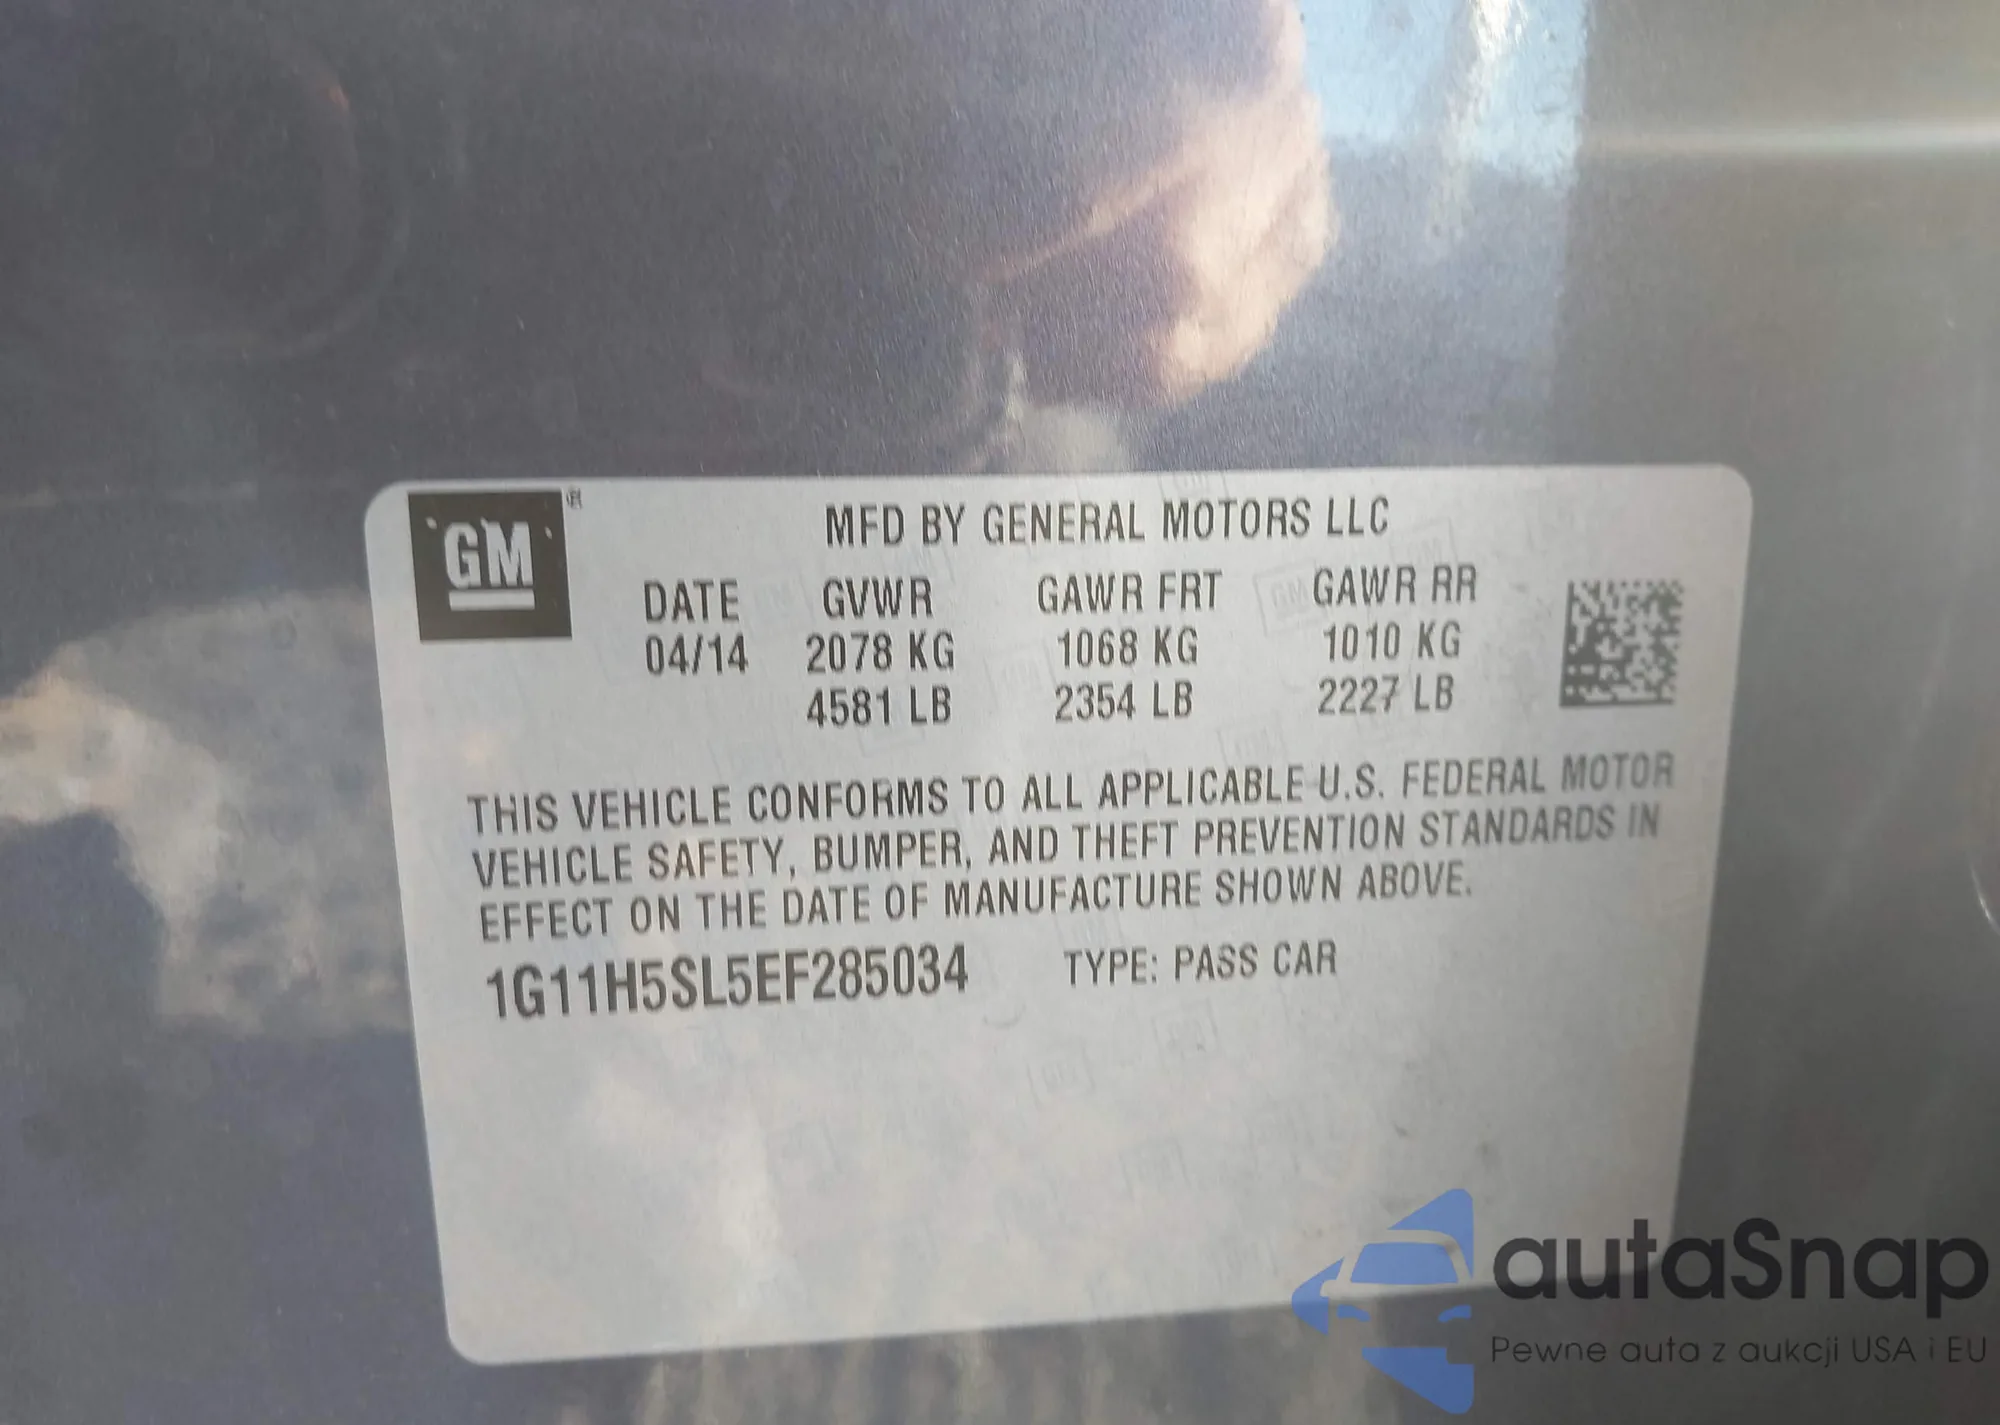 GM®
MFD BY GENERAL MOTORS LLC
DATE GVWR GAWR FRT GAWR RR
04/14 2078 KG 1068 KG 1010 KG
4581 LB 2354 LB 2227 LB
THIS VEHICLE CONFORMS TO ALL APPLICABLE U.S. FEDERAL MOTOR
VEHICLE SAFETY, BUMPER, AND THEFT PREVENTION STANDARDS IN
EFFECT ON THE DATE OF MANUFACTURE SHOWN ABOVE.
1G11H5SL5EF285034 TYPE: PASS CAR
autaSnap
Pewne auta z aukcji USA i EU